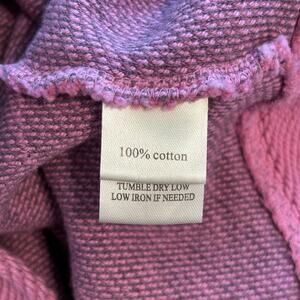 100% cotton
TUMBLE DRY LOW
LOW IRON IF NEEDED